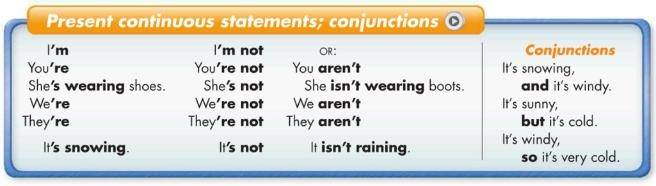 Present continuous statements; conjunctions
I'm I'm not OR: Conjunctions
You're You're not You aren't It's snowing,
She's wearing shoes. She's not She isn't wearing boots. and it's windy.
We're We're not We aren't It's sunny,
They're They're not They aren't but it's cold.
It's windy,
It's snowing. It's not It isn't raining. so it's very cold.